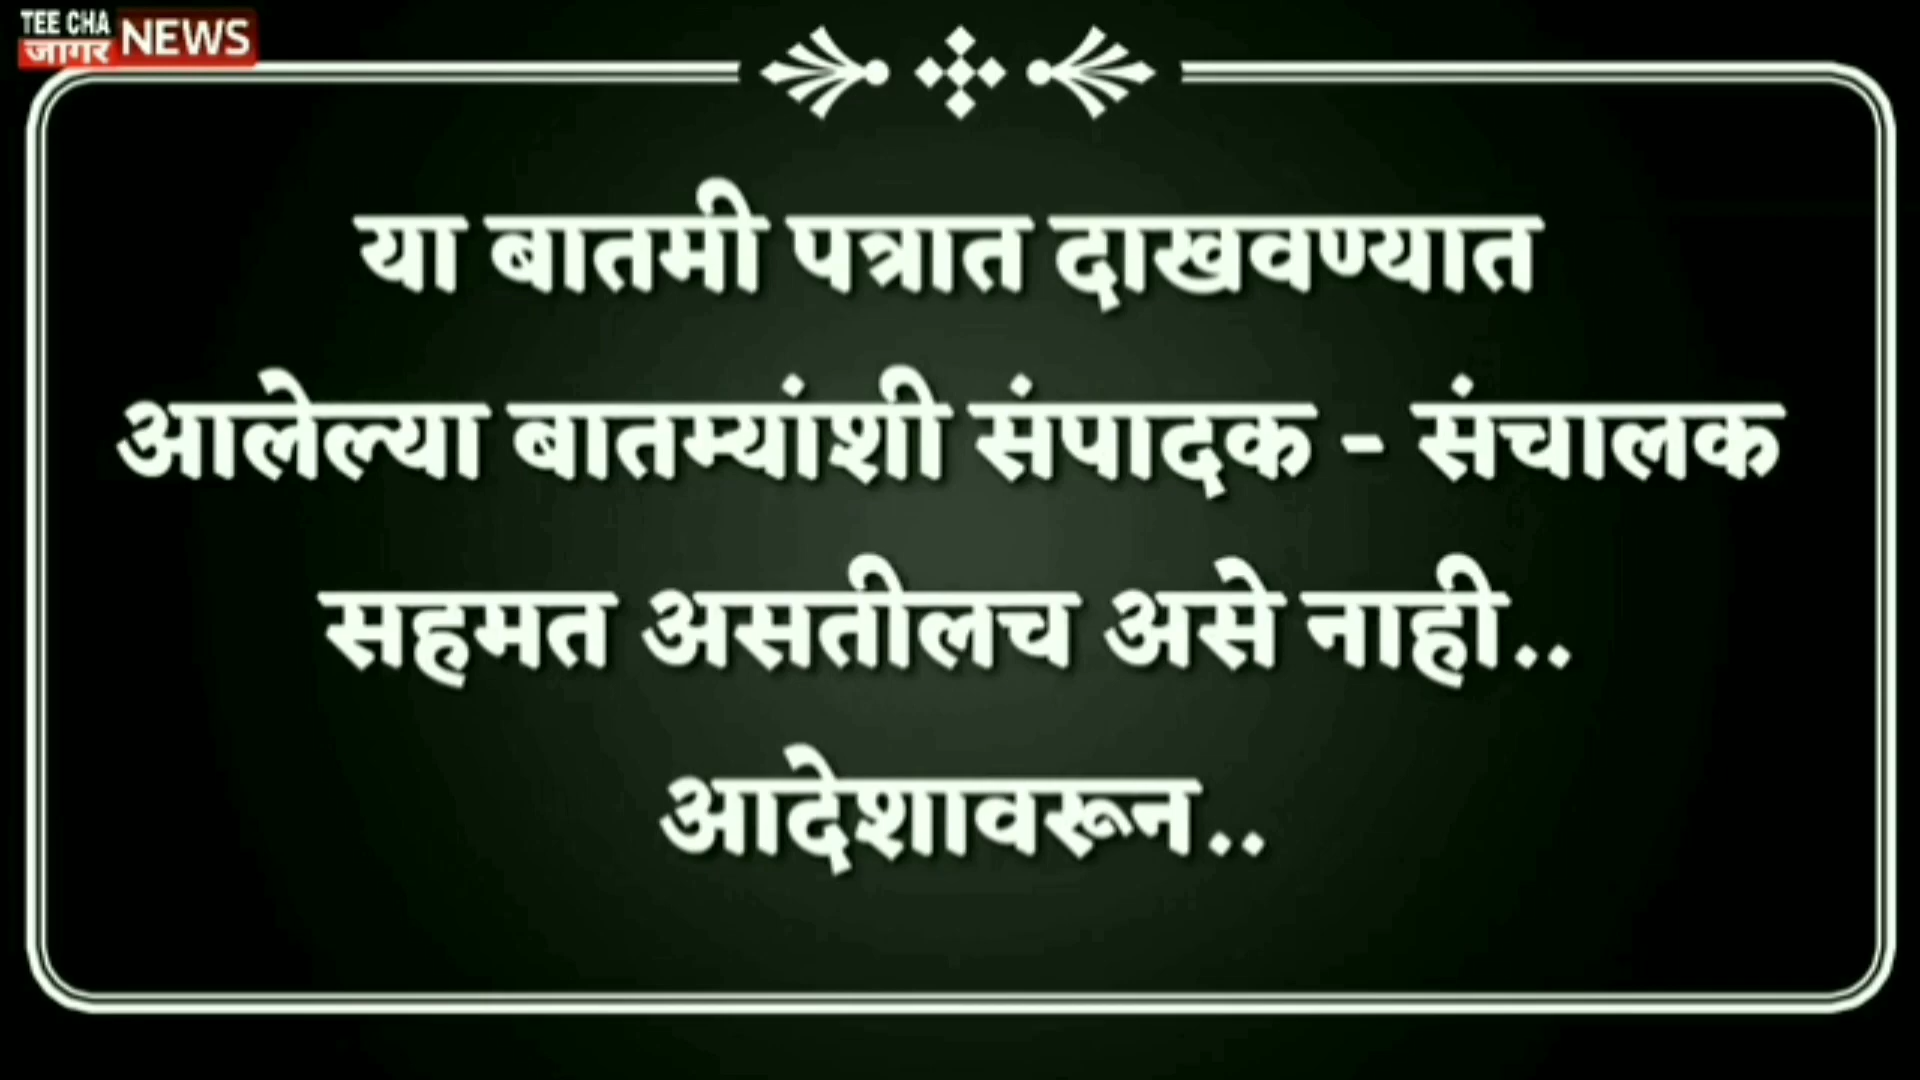 TEE CHA
जागर NEWS
या बातमी पत्रात दाखवण्यात
आलेल्या बातम्यांशी संपादक - संचालक
सहमत असतीलच असे नाही..
आदेशावरून..